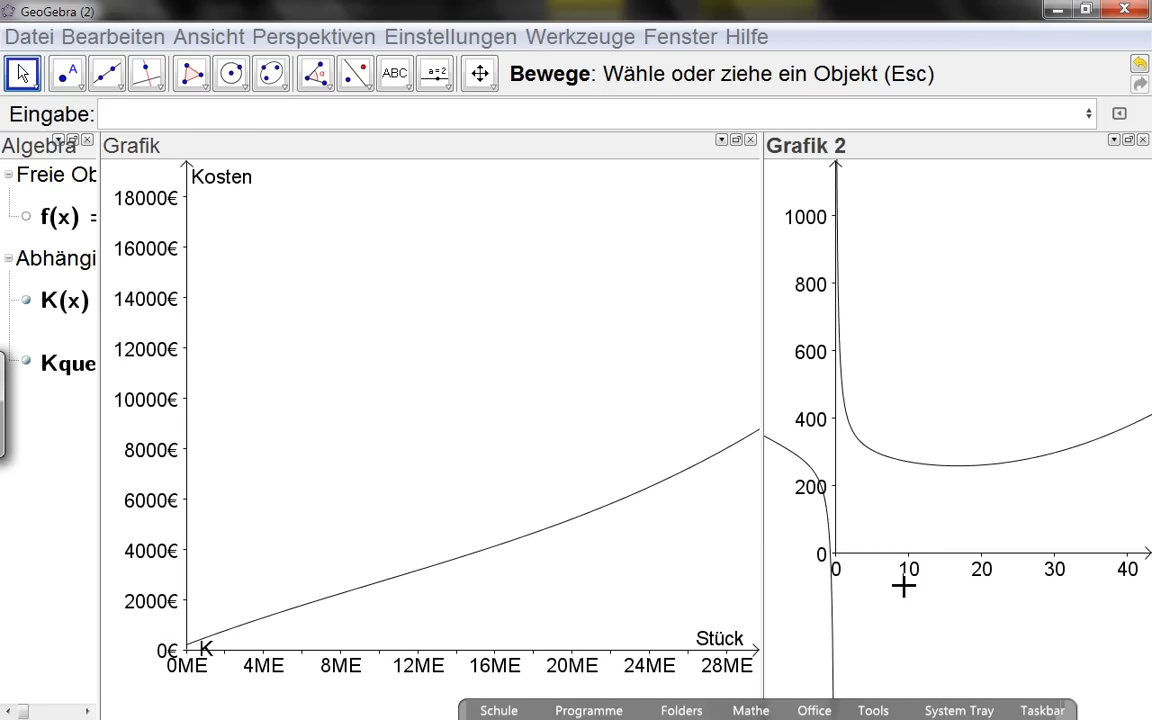 GeoGebra (2)
Datei Bearbeiten Ansicht Perspektiven Einstellungen Werkzeuge Fenster Hilfe
A α ABC a=2 Bewege: Wähle oder ziehe ein Objekt (Esc)
Eingabe:
Algebra Grafik Grafik 2
Freie Ob
f(x) =
Abhängi
K(x)
Kque
Kosten
18000€
16000€
14000€
12000€
10000€
8000€
6000€
4000€
2000€
0€
K
Stück
0ME 4ME 8ME 12ME 16ME 20ME 24ME 28ME
1000
800
600
400
200
0
0 10 20 30 40
Schule Programme Folders Mathe Office Tools System Tray Taskbar